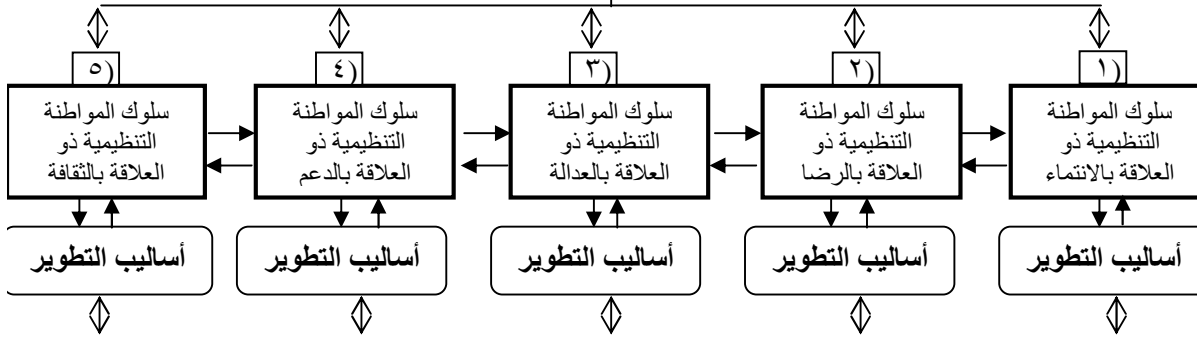 (١
سلوك المواطنة
التنظيمية ذو
العلاقة بالانتماء
أساليب التطوير
(٢
سلوك المواطنة
التنظيمية ذو
العلاقة بالرضا
أساليب التطوير
(٣
سلوك المواطنة
التنظيمية ذو
العلاقة بالعدالة
أساليب التطوير
(٤
سلوك المواطنة
التنظيمية ذو
العلاقة بالدعم
أساليب التطوير
(٥
سلوك المواطنة
التنظيمية ذو
العلاقة بالثقافة
أساليب التطوير